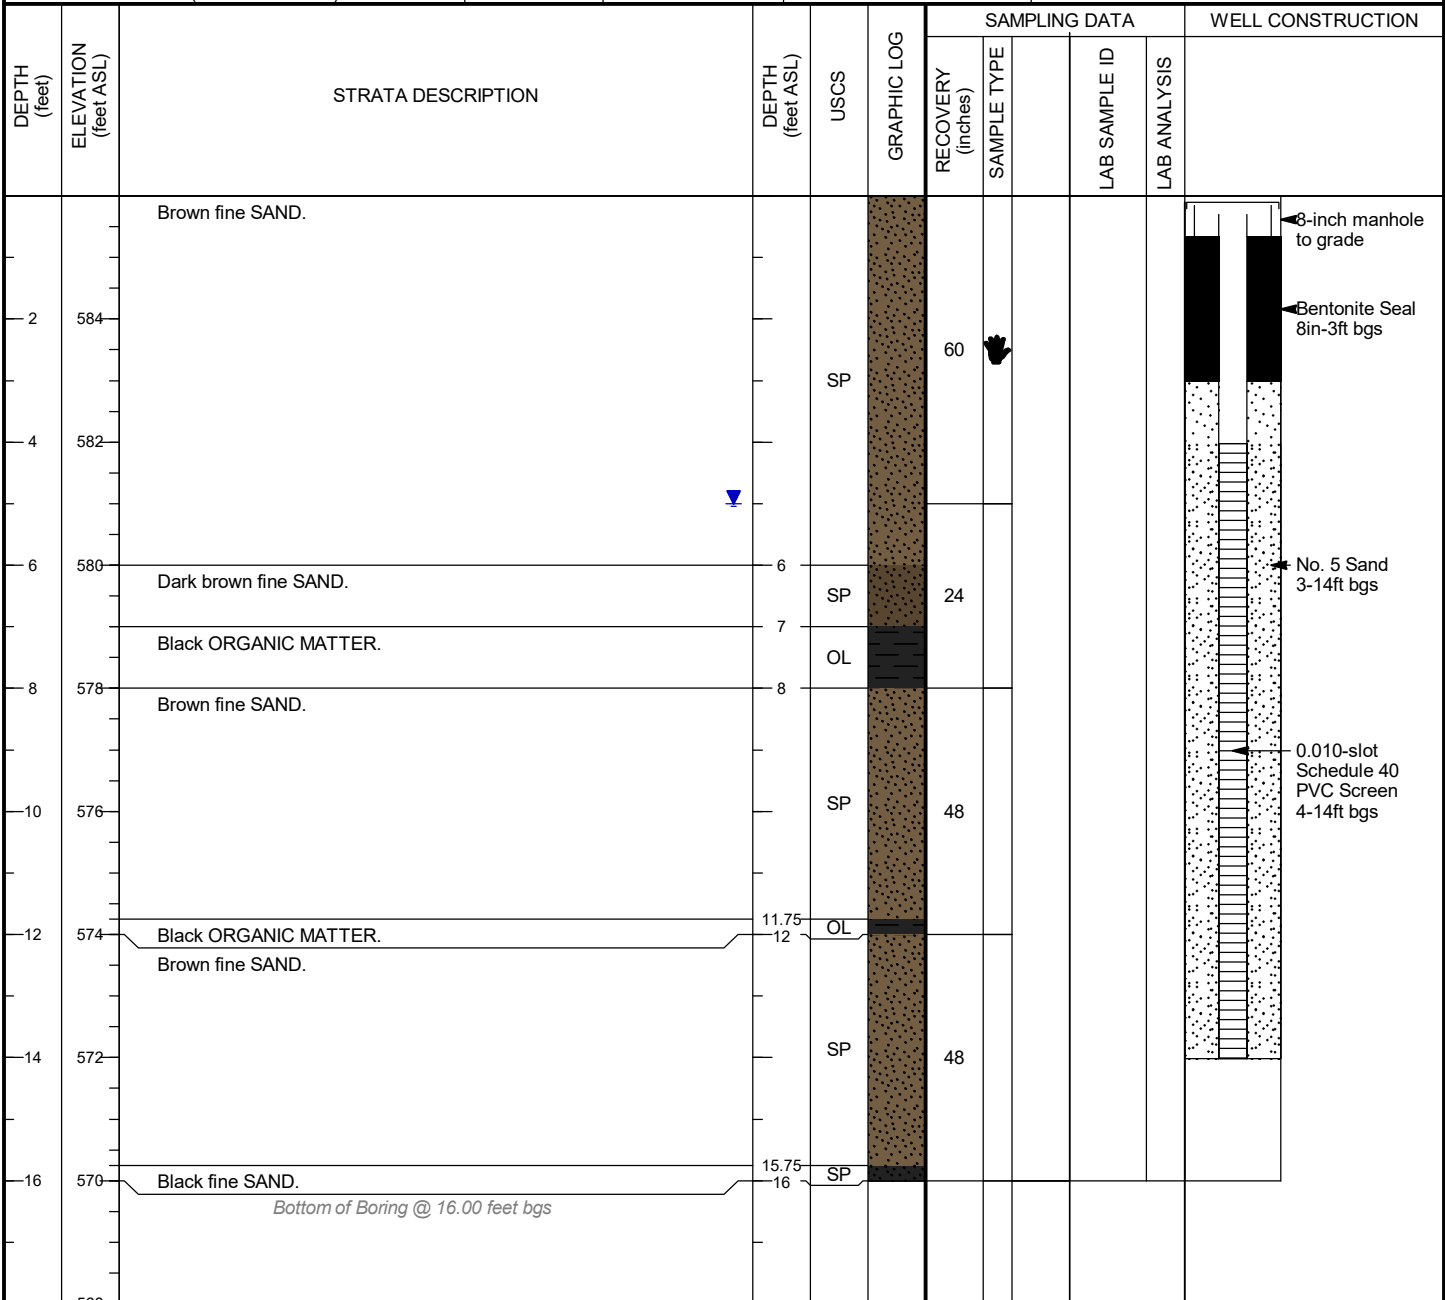 SAMPLING DATA
WELL CONSTRUCTION
DEPTH
(feet)
ELEVATION
(feet ASL)
STRATA DESCRIPTION
DEPTH
(feet ASL)
USCS
GRAPHIC LOG
RECOVERY
(inches)
SAMPLE TYPE
LAB SAMPLE ID
LAB ANALYSIS
Brown fine SAND.
8-inch manhole
to grade
2
584
Bentonite Seal
8in-3ft bgs
60
SP
4
582
6
580
6
No. 5 Sand
3-14ft bgs
Dark brown fine SAND.
SP
24
7
Black ORGANIC MATTER.
OL
8
578
8
Brown fine SAND.
0.010-slot
Schedule 40
PVC Screen
4-14ft bgs
10
576
SP
48
11.75
OL
12
574
Black ORGANIC MATTER.
12
Brown fine SAND.
14
572
SP
48
15.75
SP
16
570
Black fine SAND.
16
Bottom of Boring @ 16.00 feet bgs